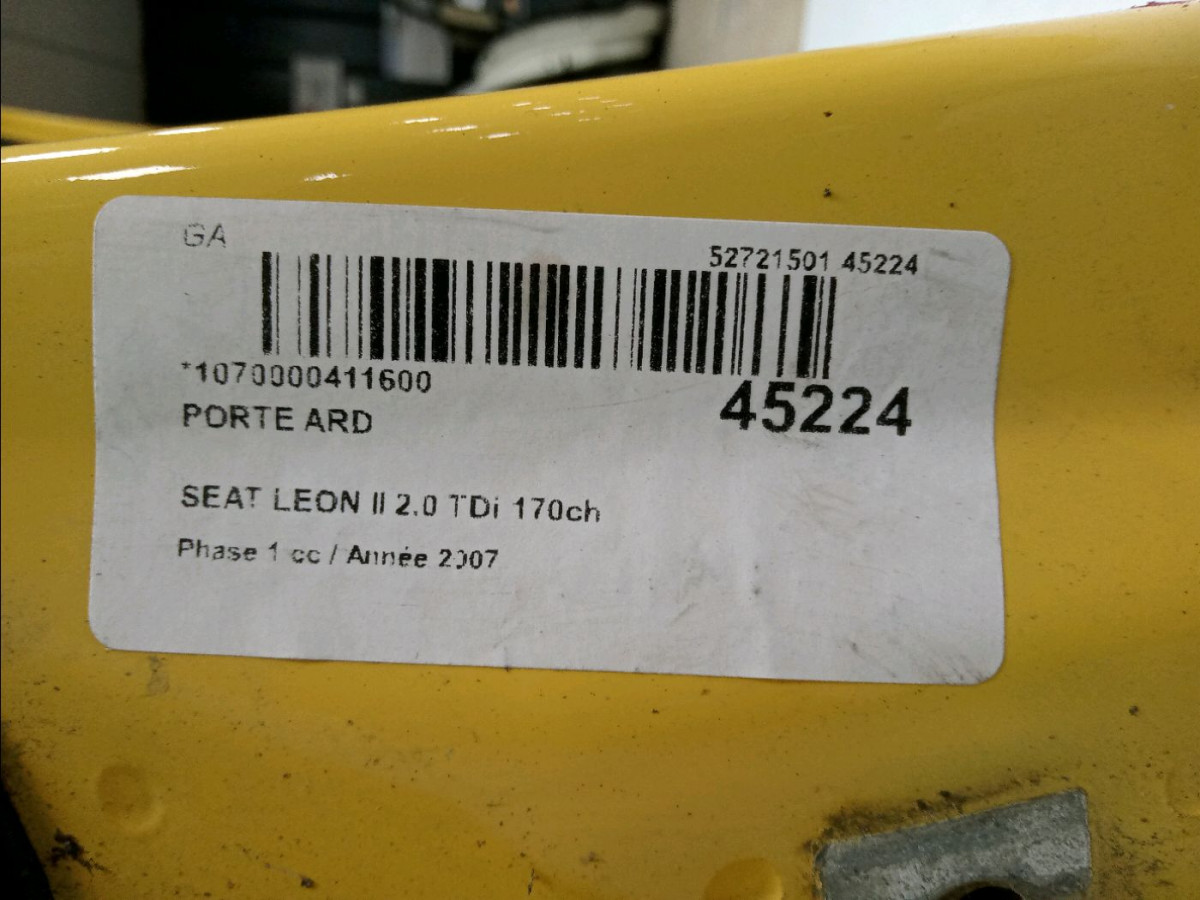 GA
52721501 45224
*1070000411600
45224
PORTE ARD
SEAT LEON II 2.0 TDi 170ch
Phase 1 cc / Année 2007